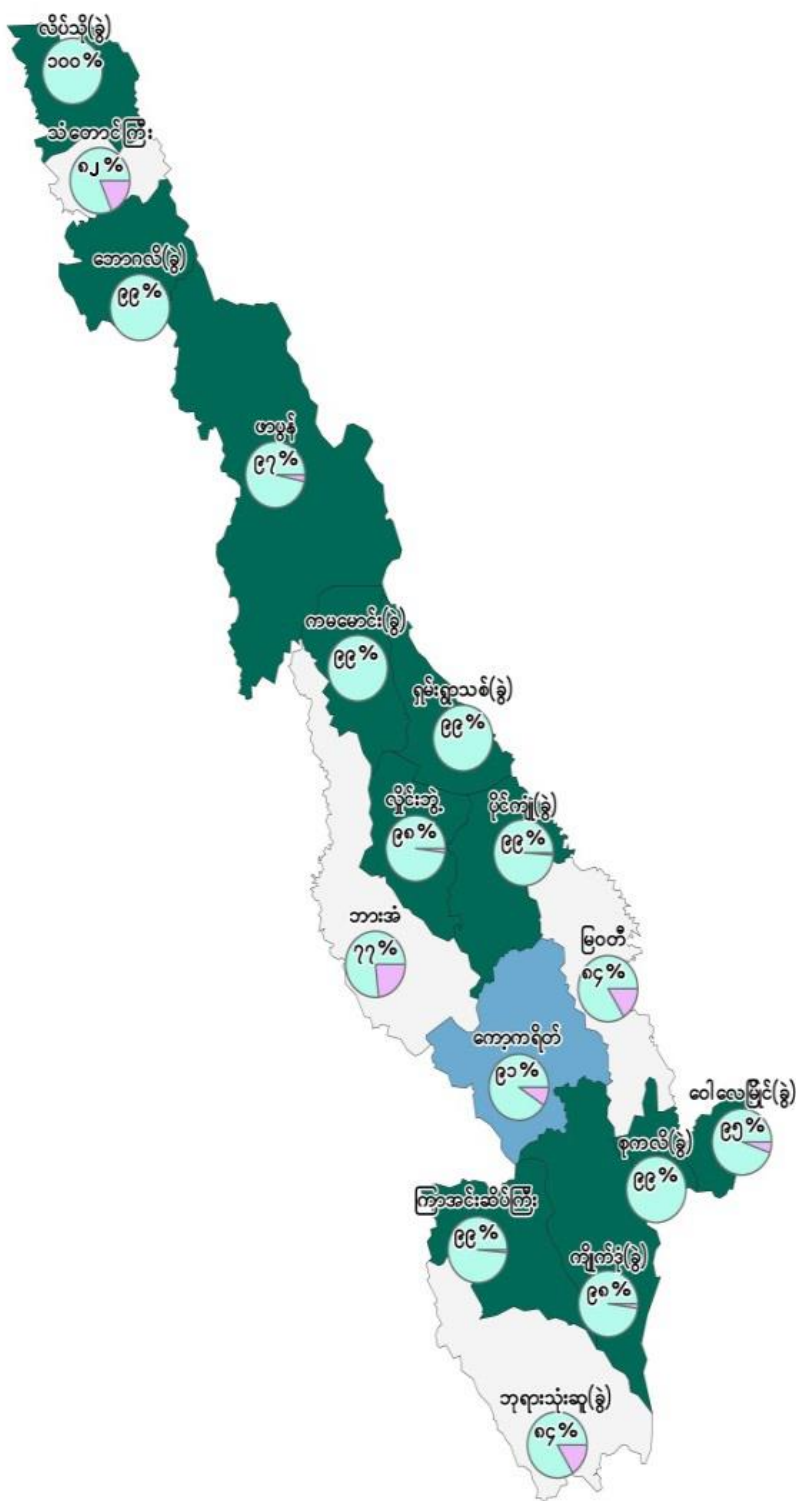 လိပ်သို(ခွဲ)
၁၀၀%
သံတောင်ကြီး
၈၂%
ဘောဂလိ(ခွဲ)
၉၉%
ဖာပွန်
၉၇%
ကမမောင်း(ခွဲ)
၉၉%
ရှမ်းရွာသစ်(ခွဲ)
၉၉%
လှိုင်းဘွဲ့
၉၈%
ပိုင်ကျုံ(ခွဲ)
၉၉%
ဘားအံ
၇၇%
မြဝတီ
၈၄%
ကော့ကရိတ်
၉၁%
ဝေါလေမြိုင်(ခွဲ)
၉၅%
စုကလိ(ခွဲ)
၉၉%
ကြာအင်းဆိပ်ကြီး
၉၉%
ကျိုက်ဒုံ(ခွဲ)
၉၈%
ဘုရားသုံးဆူ(ခွဲ)
၈၄%